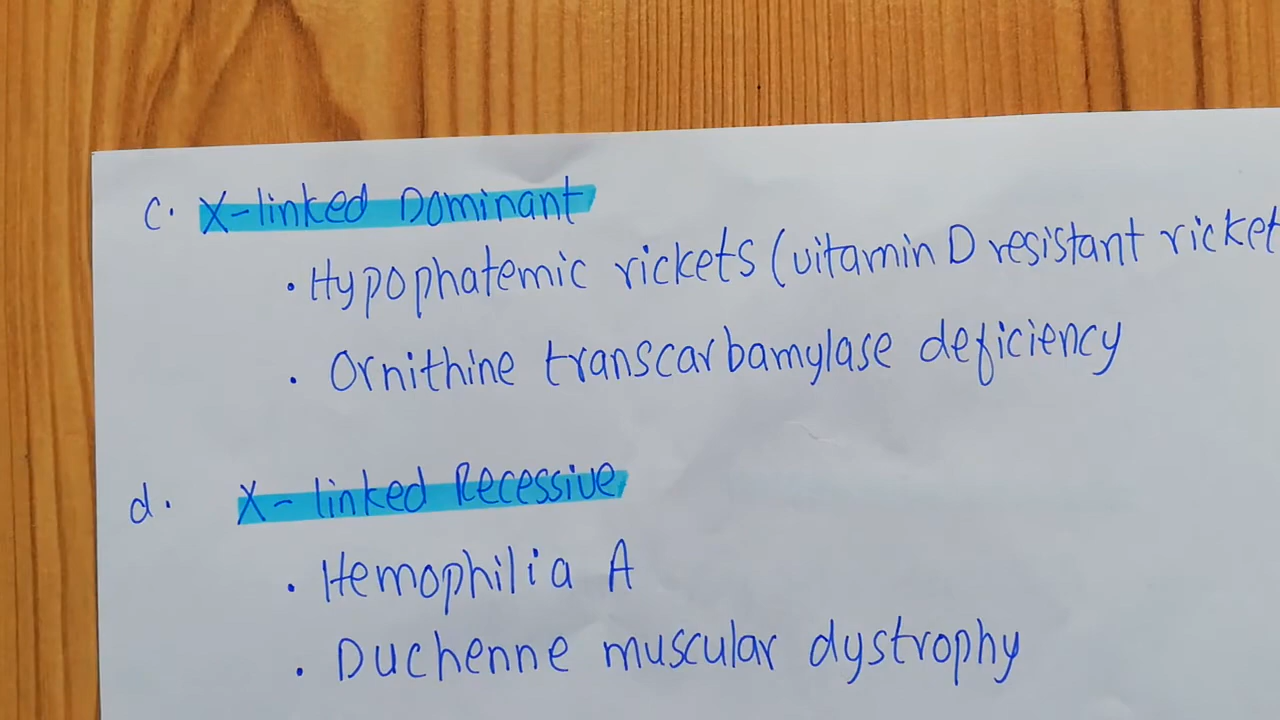 c. X-linked Dominant
• Hypophatemic rickets (vitamin D resistant ricket
• Ornithine transcarbamylase deficiency
d. X-linked Recessive
• Hemophilia A
• Duchenne muscular dystrophy